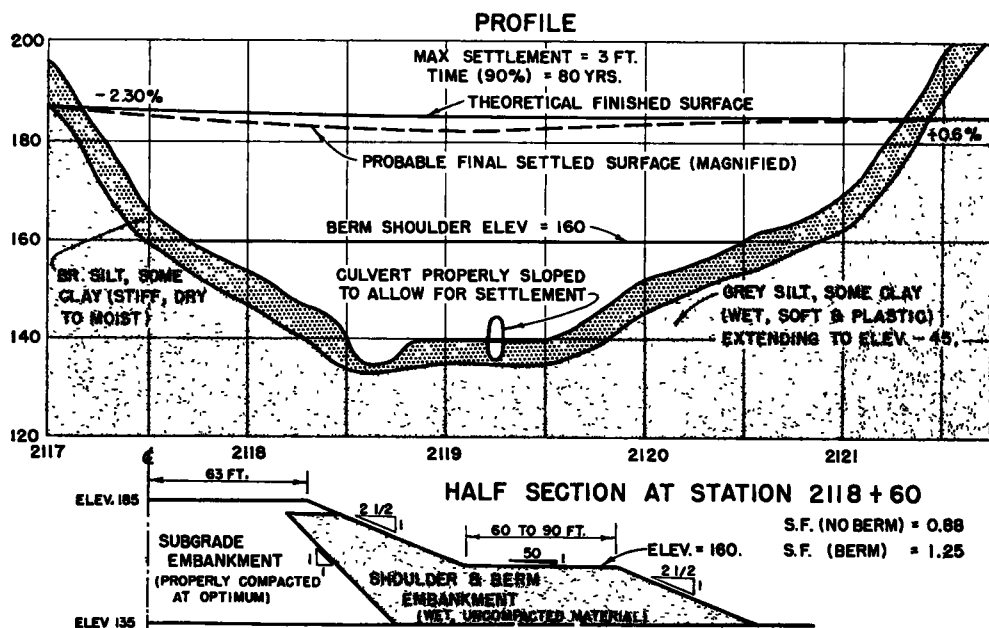 PROFILE
200
180
160
140
120
MAX SETTLEMENT = 3 FT.
TIME (90%) = 80 YRS.
-2.30%
THEORETICAL FINISHED SURFACE
PROBABLE FINAL SETTLED SURFACE (MAGNIFIED)
+0.6%
BERM SHOULDER ELEV = 160
BR. SILT, SOME
CLAY (STIFF, DRY
TO MOIST)
CULVERT PROPERLY SLOPED
TO ALLOW FOR SETTLEMENT
GREY SILT, SOME CLAY
(WET, SOFT & PLASTIC)
EXTENDING TO ELEV. - 45.
2117
2118
2119
2120
2121
℄
63 FT.
HALF SECTION AT STATION 2118 + 60
ELEV. 185
2 1/2
1
60 TO 90 FT.
50
1
ELEV. = 160.
2 1/2
1
S.F. (NO BERM) = 0.88
S.F. (BERM) = 1.25
SUBGRADE
EMBANKMENT
(PROPERLY COMPACTED
AT OPTIMUM)
1
1
SHOULDER & BERM
EMBANKMENT
(WET, UNCOMPACTED MATERIAL)
ELEV 135